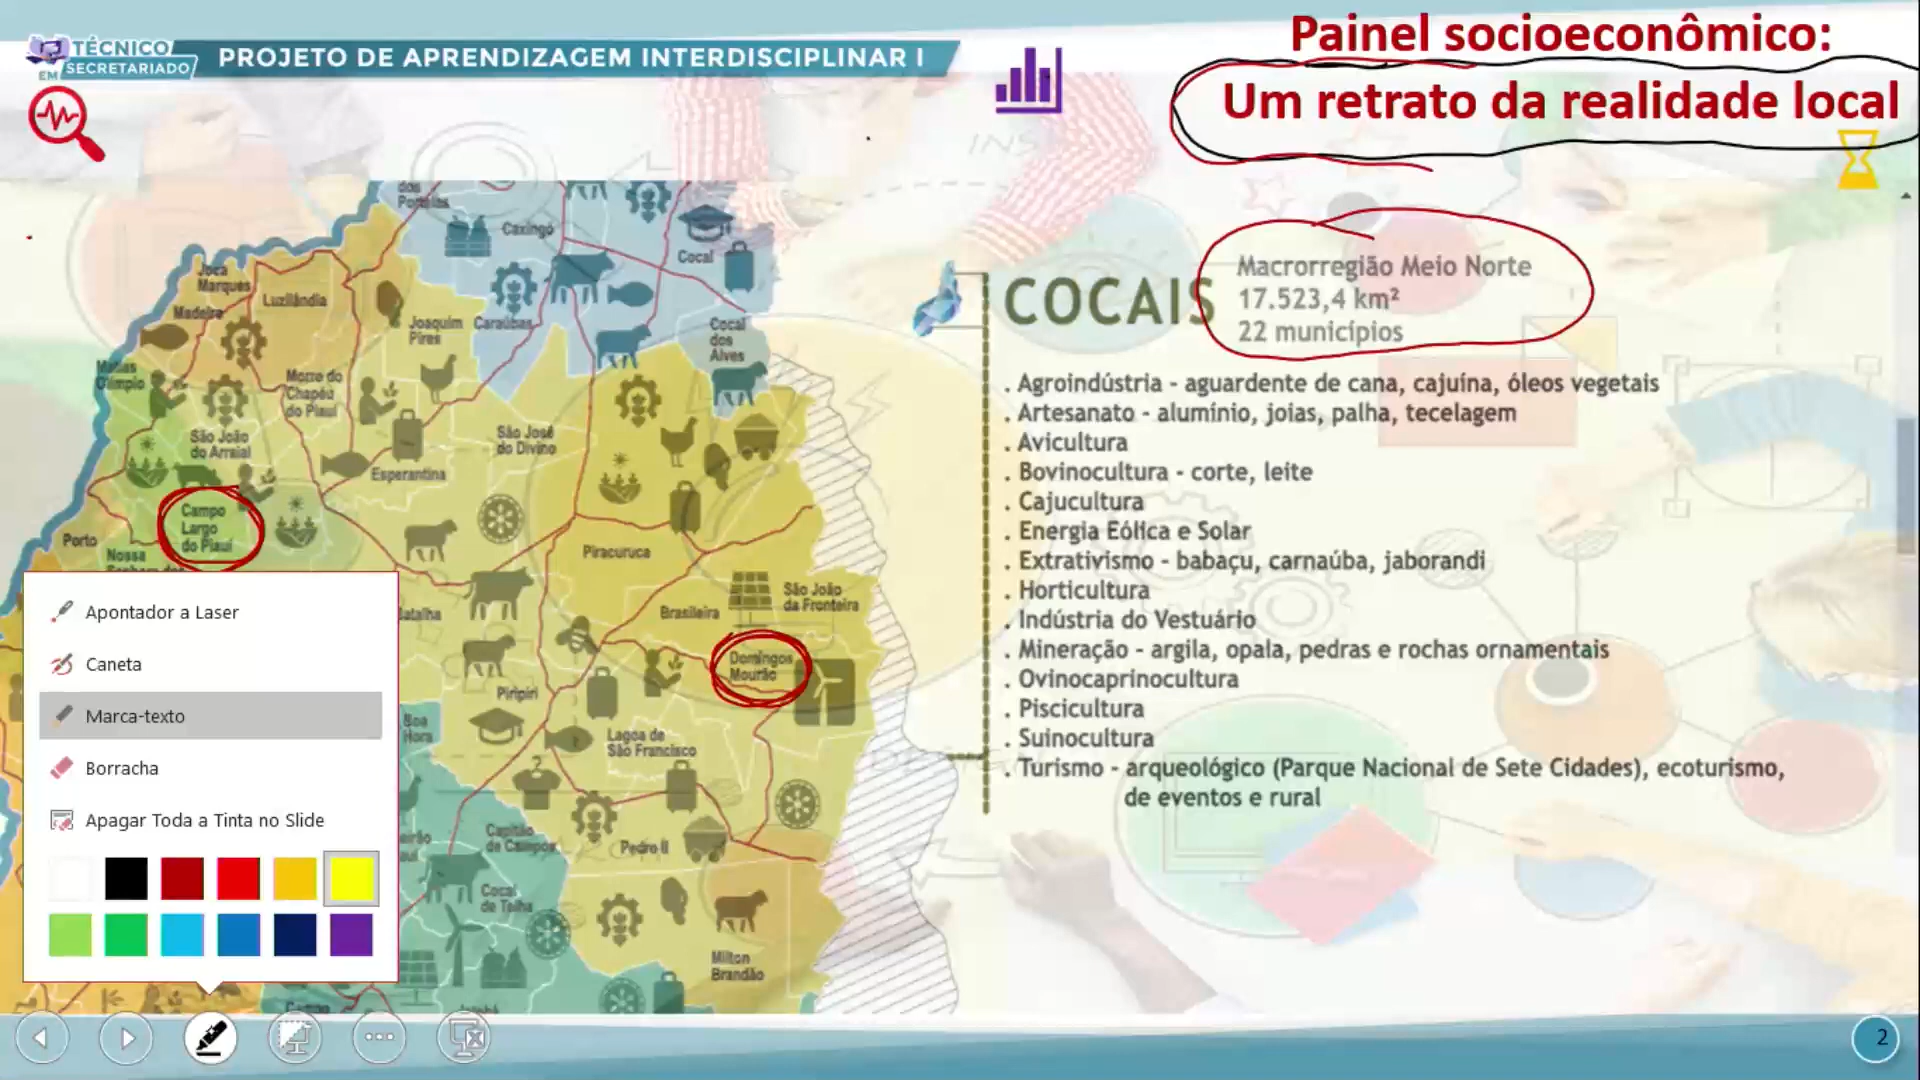 TÉCNICO
EM SECRETARIADO
PROJETO DE APRENDIZAGEM INTERDISCIPLINAR I
Painel socioeconômico:
Um retrato da realidade local
INS
dos
Caxingó
Cocal
Joca
Marques
Luzilândia
Madeiro
Joaquim
Pires
Caraúbas
Cocal
dos
Alves
Matias
Olímpio
Morro do
Chapéu
do Piauí
São João
do Arraial
São José
do Divino
Esperantina
Campo
Largo
do Piauí
Porto
Nossa
Piracuruca
São João
da Fronteira
Brasileira
Batalha
Domingos
Mourão
Piripiri
Boa
Hora
Lagoa de
São Francisco
Capitão
de Campos
Pedro II
Cocal
de Telha
Milton
Brandão
COCAIS
Macrorregião Meio Norte
17.523,4 km²
22 municípios
. Agroindústria - aguardente de cana, cajuína, óleos vegetais
. Artesanato - alumínio, joias, palha, tecelagem
. Avicultura
. Bovinocultura - corte, leite
. Cajucultura
. Energia Eólica e Solar
. Extrativismo - babaçu, carnaúba, jaborandi
. Horticultura
. Indústria do Vestuário
. Mineração - argila, opala, pedras e rochas ornamentais
. Ovinocaprinocultura
. Piscicultura
. Suinocultura
. Turismo - arqueológico (Parque Nacional de Sete Cidades), ecoturismo,
de eventos e rural
Apontador a Laser
Caneta
Marca-texto
Borracha
Apagar Toda a Tinta no Slide
2